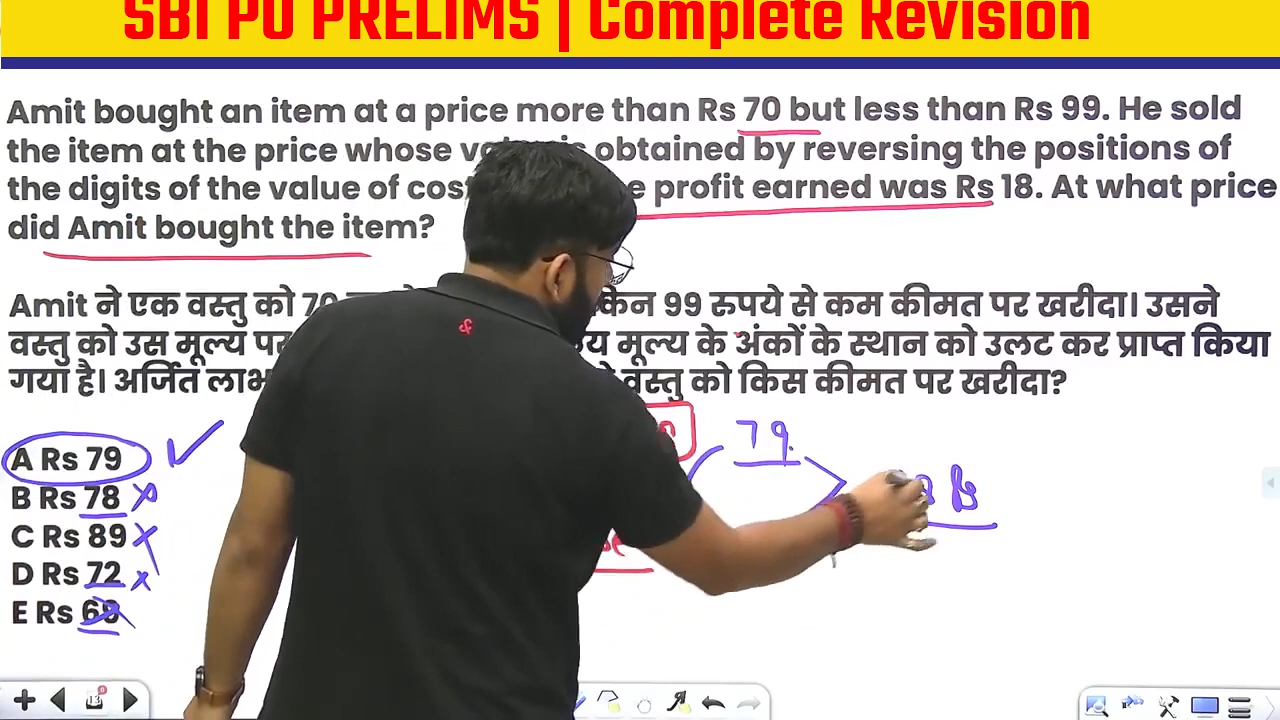 SBI PO PRELIMS | Complete Revision
Amit bought an item at a price more than Rs 70 but less than Rs 99. He sold
the item at the price whose obtained by reversing the positions of
the digits of the value of profit earned was Rs 18. At what price
did Amit bought the item?
Amit ने एक वस्तु को 99 रुपये से कम कीमत पर खरीदा। उसने
वस्तु को उस मूल्य मूल्य के अंकों के स्थान को उलट कर प्राप्त किया
गया है। अर्जित वस्तु को किस कीमत पर खरीदा?
79
A Rs 79
B Rs 78
Rs
C Rs 89
D Rs 72
E Rs